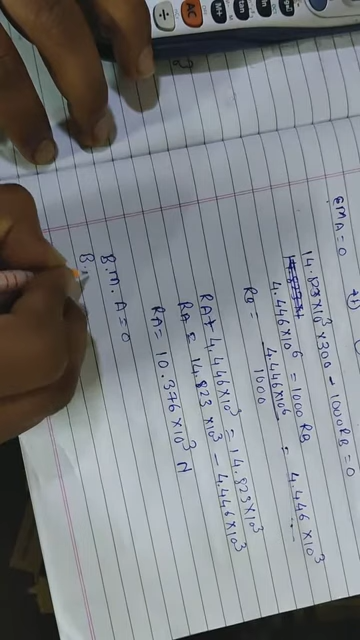 ΣMA=0
14.823×10³×300 - 1000RB=0
4.446×10⁶ = 1000 RB
RB = 4.446×10⁶ / 1000 = 4.446×10³
RA + 4.446×10³ = 14.823×10³
RA = 14.823×10³ - 4.446×10³
RA = 10.376×10³ N
B.M. A=0
B.
AC
÷
M+
tan